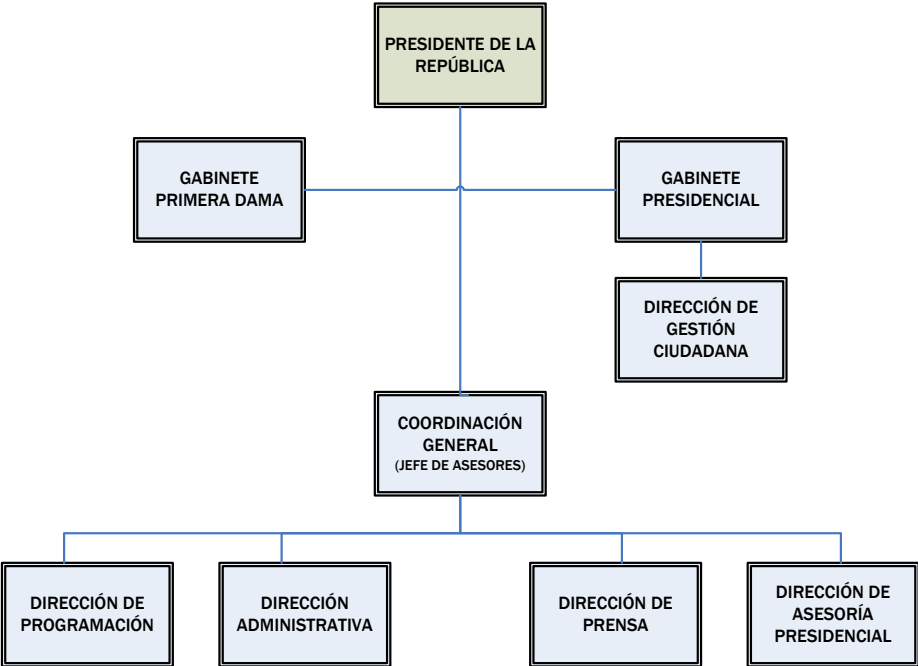 PRESIDENTE DE LA
REPÚBLICA
GABINETE
PRIMERA DAMA
GABINETE
PRESIDENCIAL
DIRECCIÓN DE
GESTIÓN
CIUDADANA
COORDINACIÓN
GENERAL
(JEFE DE ASESORES)
DIRECCIÓN DE
PROGRAMACIÓN
DIRECCIÓN
ADMINISTRATIVA
DIRECCIÓN DE
PRENSA
DIRECCIÓN DE
ASESORÍA
PRESIDENCIAL